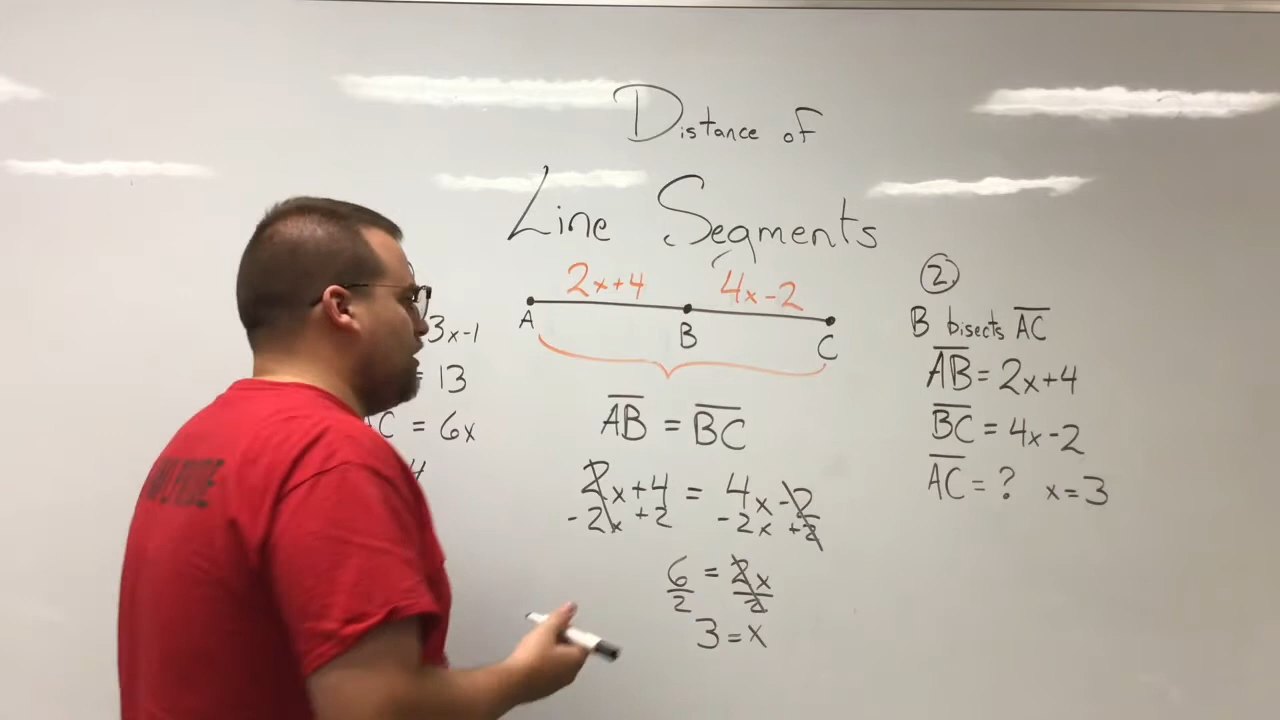 Distance of
Line Segments
2x+4 4x-2
A B C
3x-1
= 13
AC = 6x
4
AB = BC
2x+4 = 4x-2
-2x +2 -2x +2
6 = 2x
2 2
3 = x
2
B bisects AC
AB = 2x+4
BC = 4x-2
AC = ? x=3